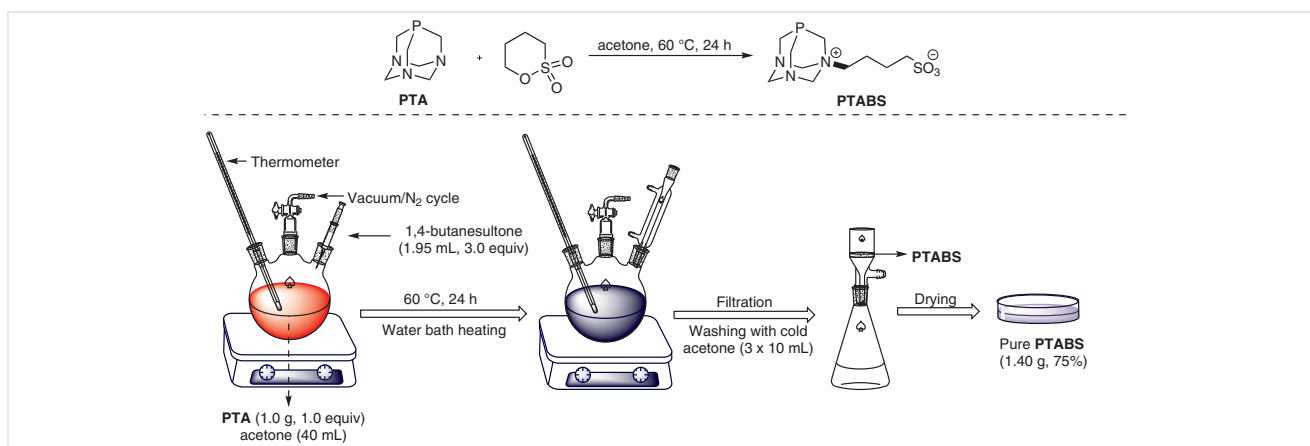 acetone, 60 °C, 24 h
P
N
N
N
+
O
S
O
O
P
N
N
N
⊕
SO₃
⊖
PTA
PTABS
Thermometer
Vacuum/N₂ cycle
1,4-butanesultone
(1.95 mL, 3.0 equiv)
60 °C, 24 h
Water bath heating
PTA (1.0 g, 1.0 equiv)
acetone (40 mL)
Filtration
Washing with cold
acetone (3 x 10 mL)
PTABS
Drying
Pure PTABS
(1.40 g, 75%)